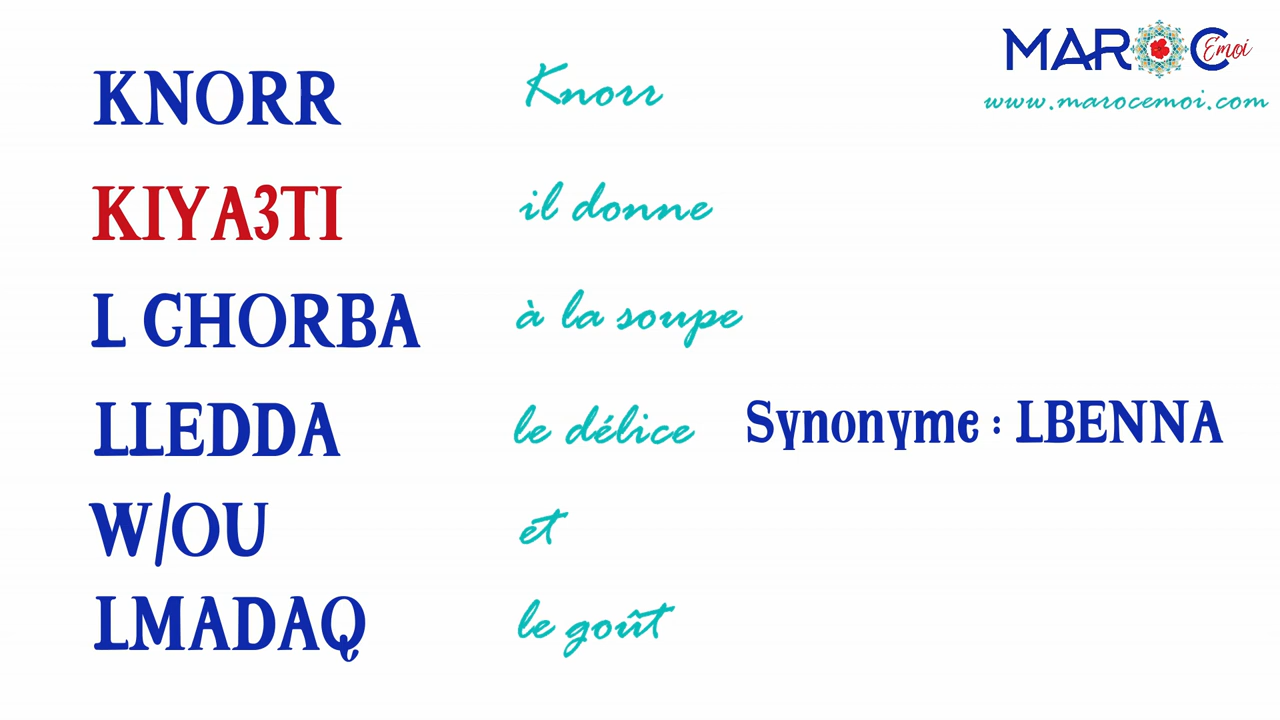 MAROC Emoi
www.marocemoi.com
KNORR Knorr
KIYA3TI il donne
L CHORBA à la soupe
LLEDDA le délice Synonyme : LBENNA
W/OU et
LMADAQ le goût